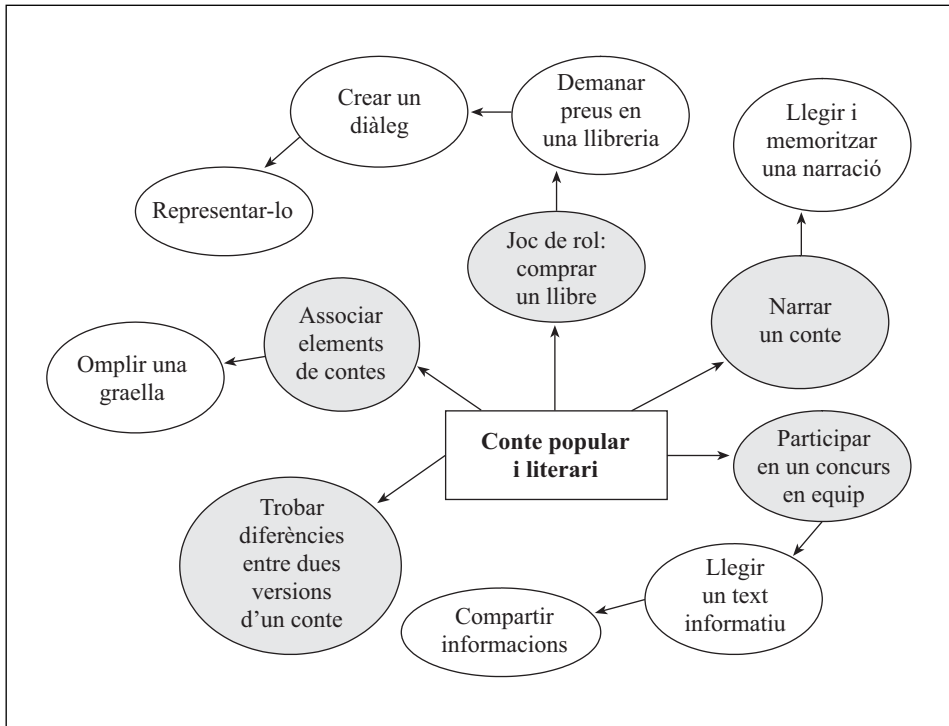 Crear un
diàleg
Demanar
preus en
una llibreria
Llegir i
memoritzar
una narració
Representar-lo
Joc de rol:
comprar
un llibre
Narrar
un conte
Associar
elements
de contes
Omplir una
graella
Conte popular
i literari
Participar
en un concurs
en equip
Trobar
diferències
entre dues
versions
d’un conte
Llegir
un text
informatiu
Compartir
informacions